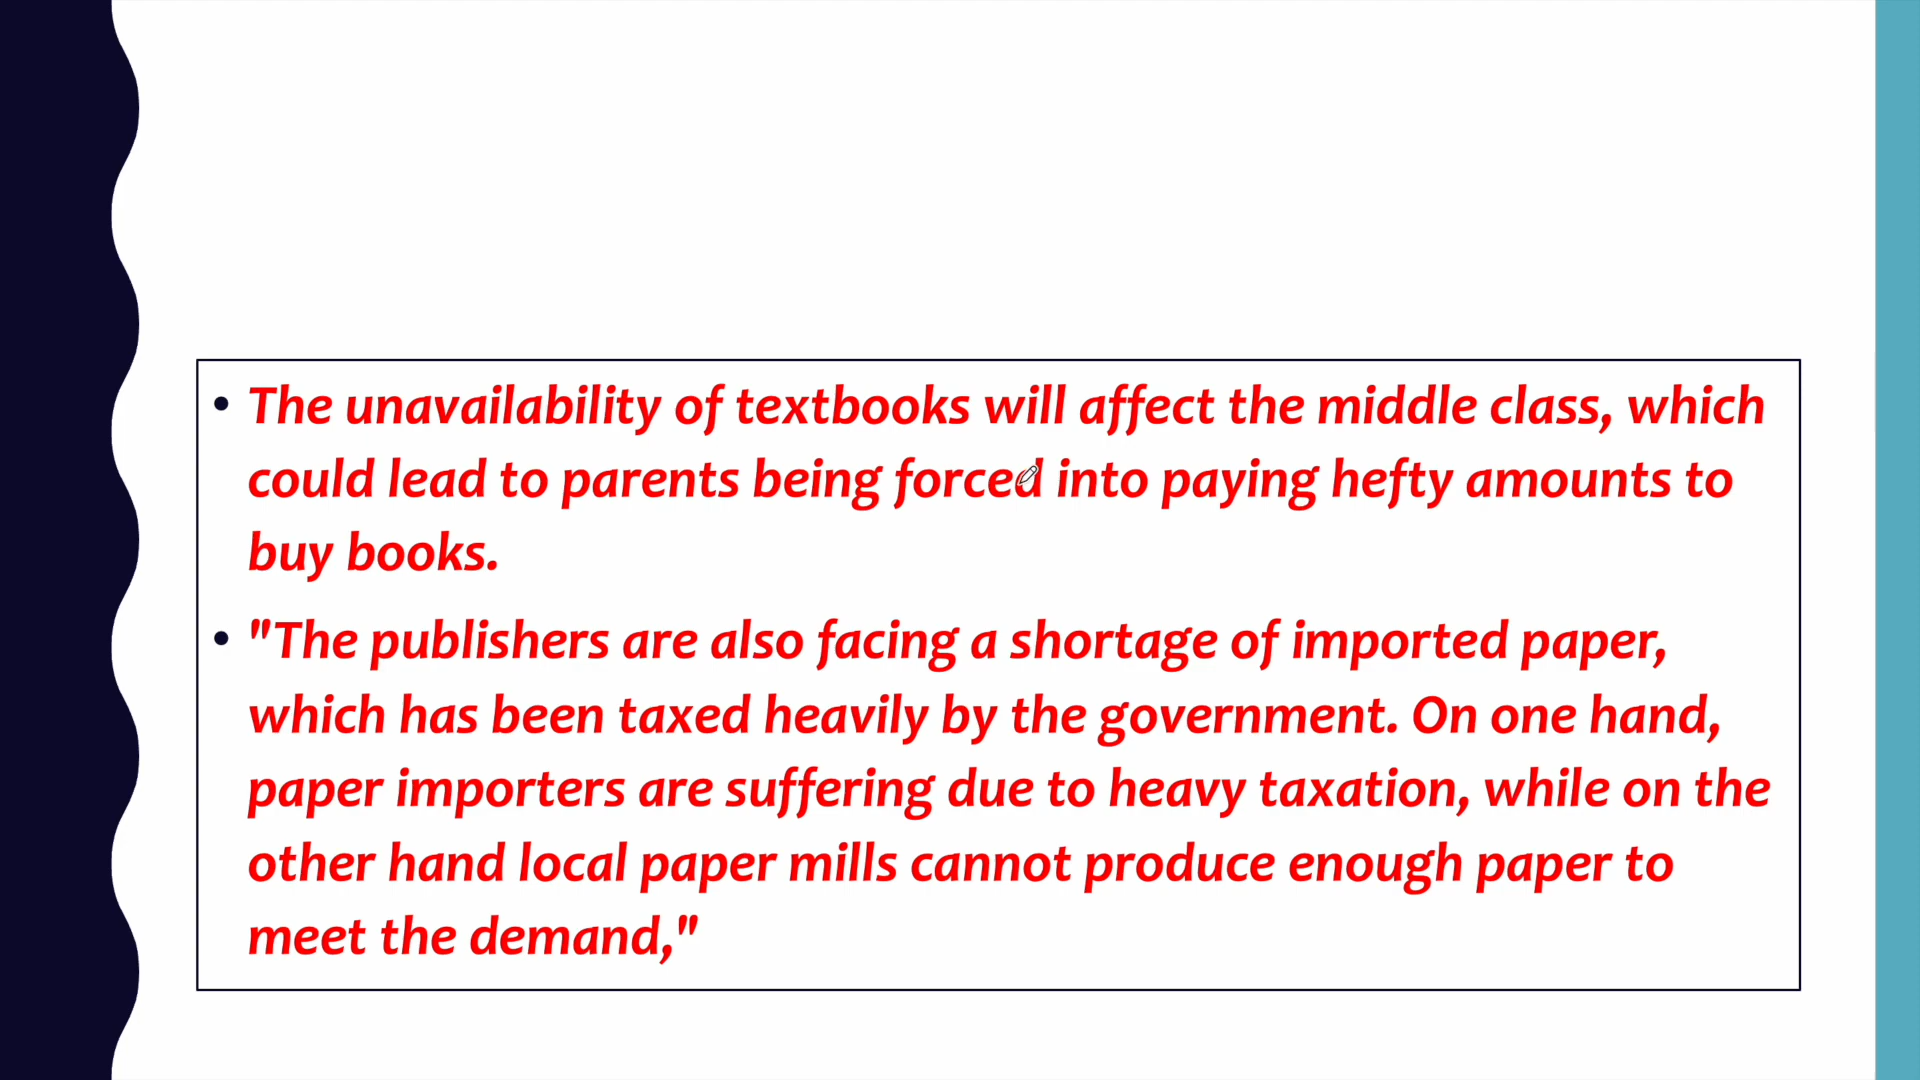 • The unavailability of textbooks will affect the middle class, which
could lead to parents being forced into paying hefty amounts to
buy books.
• "The publishers are also facing a shortage of imported paper,
which has been taxed heavily by the government. On one hand,
paper importers are suffering due to heavy taxation, while on the
other hand local paper mills cannot produce enough paper to
meet the demand,"